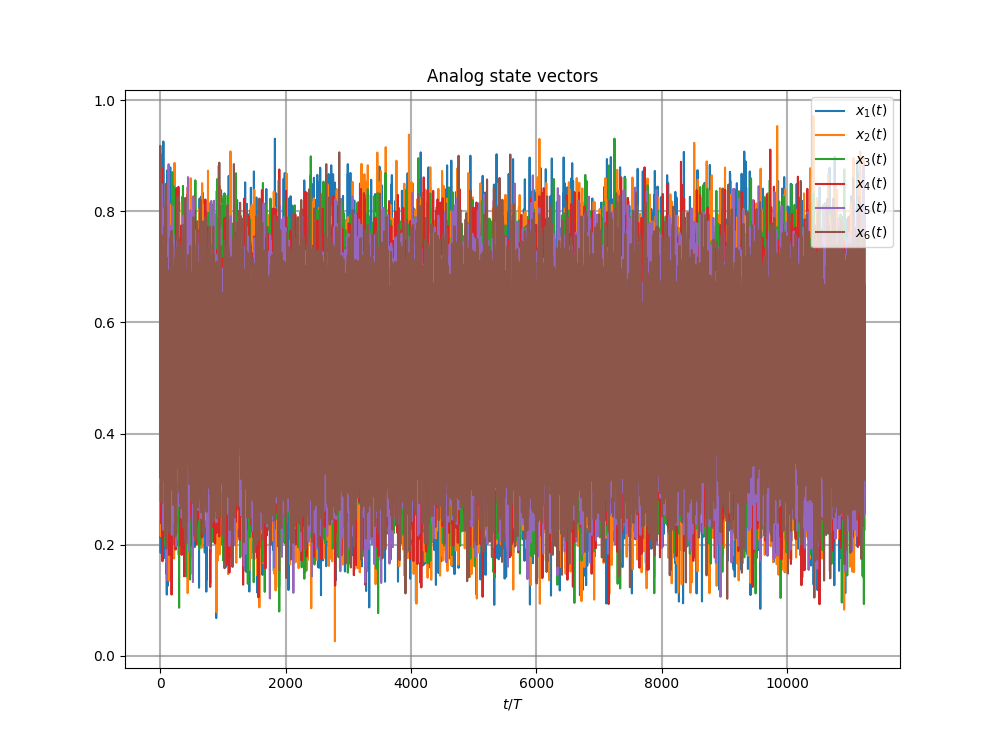 Analog state vectors
1.0
0.8
0.6
0.4
0.2
0.0
0 2000 4000 6000 8000 10000
t/T
x₁(t)
x₂(t)
x₃(t)
x₄(t)
x₅(t)
x₆(t)